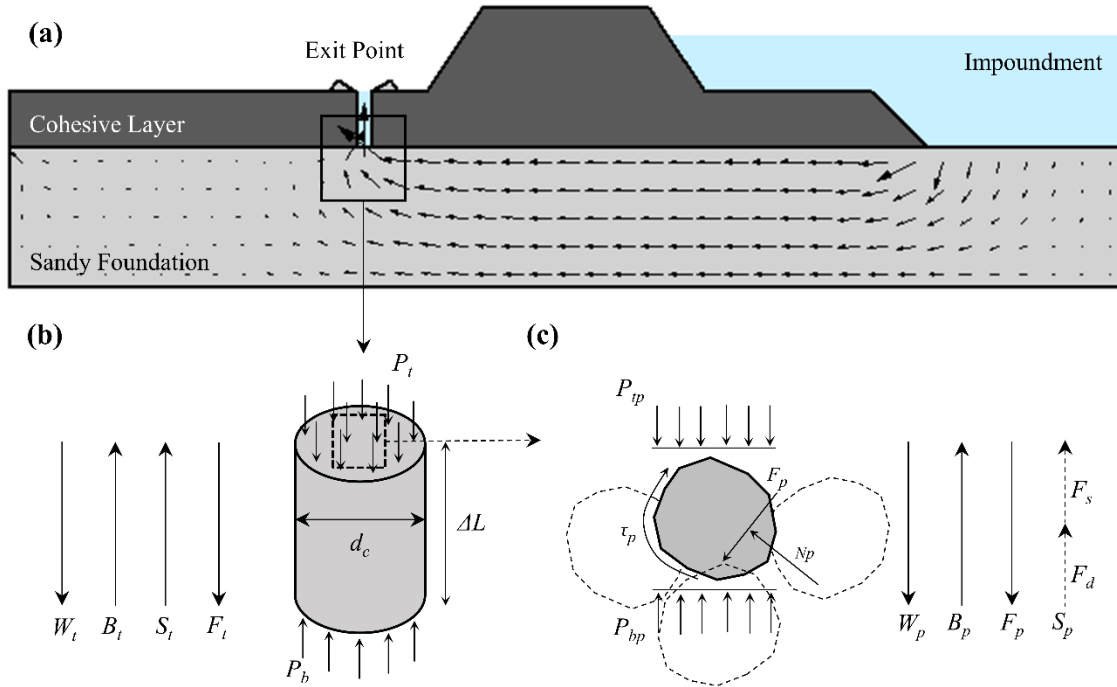 (a)
Exit Point
Impoundment
Cohesive Layer
Sandy Foundation
(b)
(c)
P_t
P_tp
F_p
τ_p
N_p
ΔL
d_c
F_s
F_d
P_b
P_bp
W_t B_t S_t F_t
W_p B_p F_p S_p